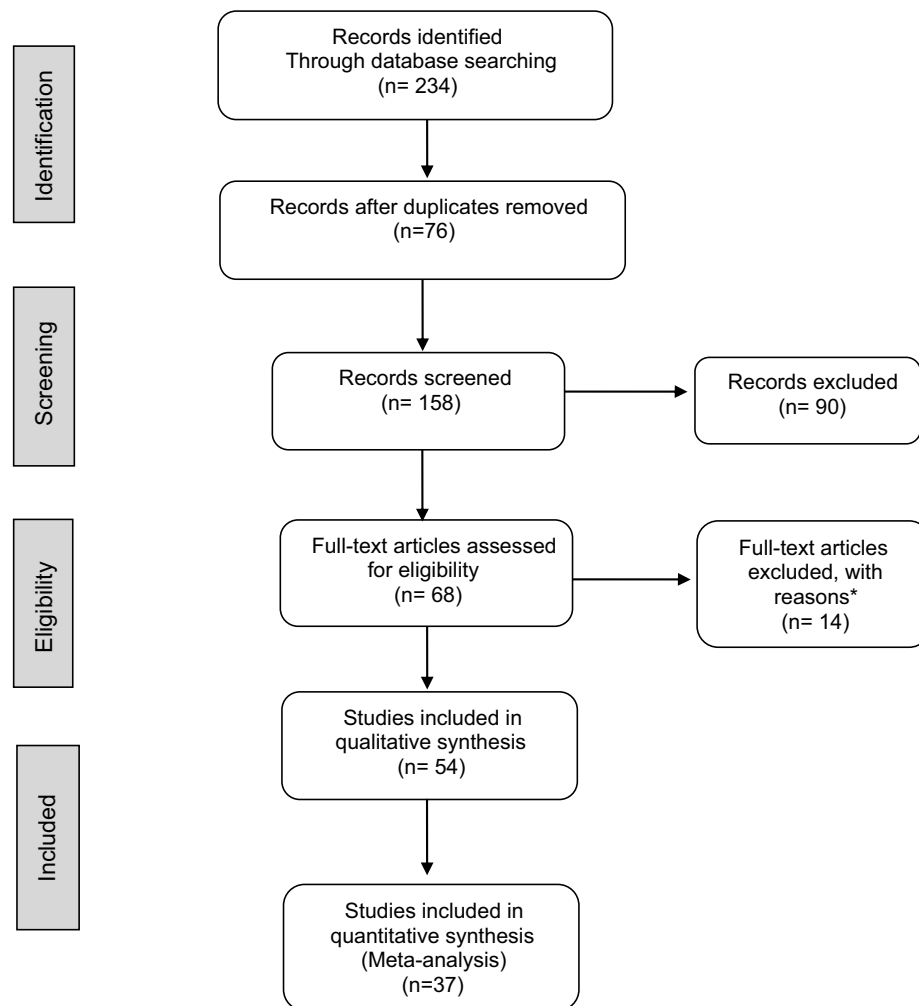 Identification
Records identified
Through database searching
(n= 234)
Records after duplicates removed
(n=76)
Screening
Records screened
(n= 158)
Records excluded
(n= 90)
Eligibility
Full-text articles assessed
for eligibility
(n= 68)
Full-text articles
excluded, with
reasons*
(n= 14)
Included
Studies included in
qualitative synthesis
(n= 54)
Studies included in
quantitative synthesis
(Meta-analysis)
(n=37)